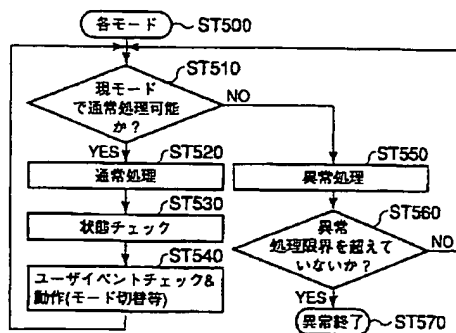 各モード ST500
ST510
現モード
で通常処理可能
か？
NO
YES
ST520
通常処理
ST530
状態チェック
ST540
ユーザイベントチェック&
動作(モード切替等)
ST550
異常処理
ST560
異常
処理限界を超えて
いないか？
NO
YES
異常終了 ST570